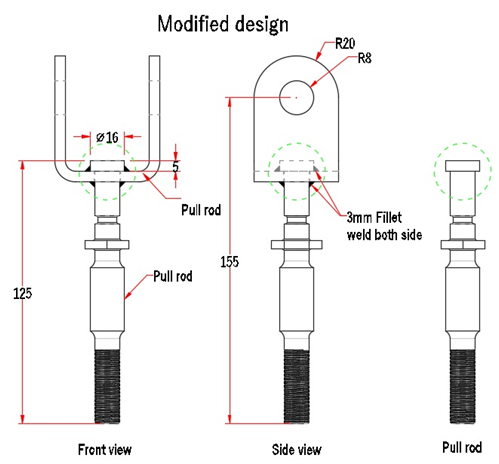 Modified design
R20
R8
ø16
5
Pull rod
3mm Fillet
weld both side
155
125
Pull rod
Front view
Side view
Pull rod